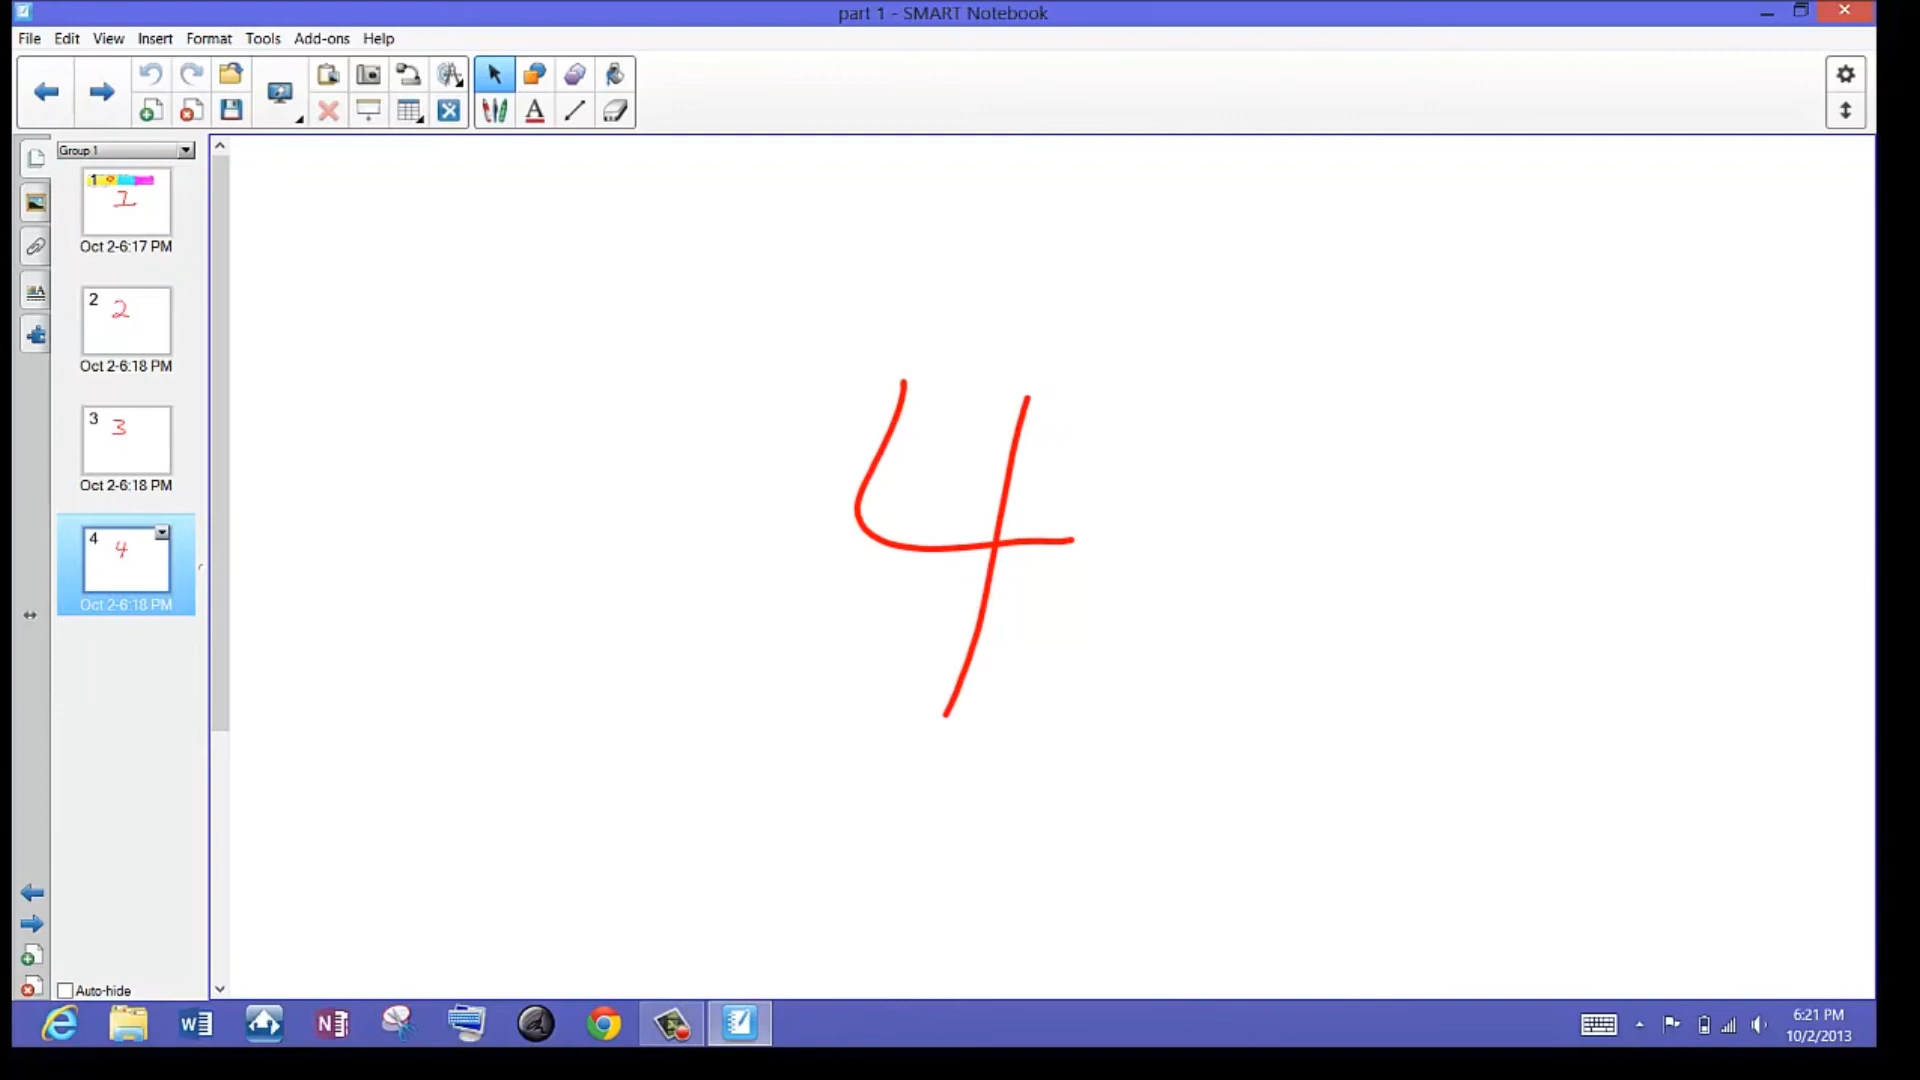 part 1 - SMART Notebook
File Edit View Insert Format Tools Add-ons Help
Group 1
1
1
Oct 2-6:17 PM
2
2
Oct 2-6:18 PM
3
3
Oct 2-6:18 PM
4
4
Oct 2-6:18 PM
4
Auto-hide
6:21 PM
10/2/2013